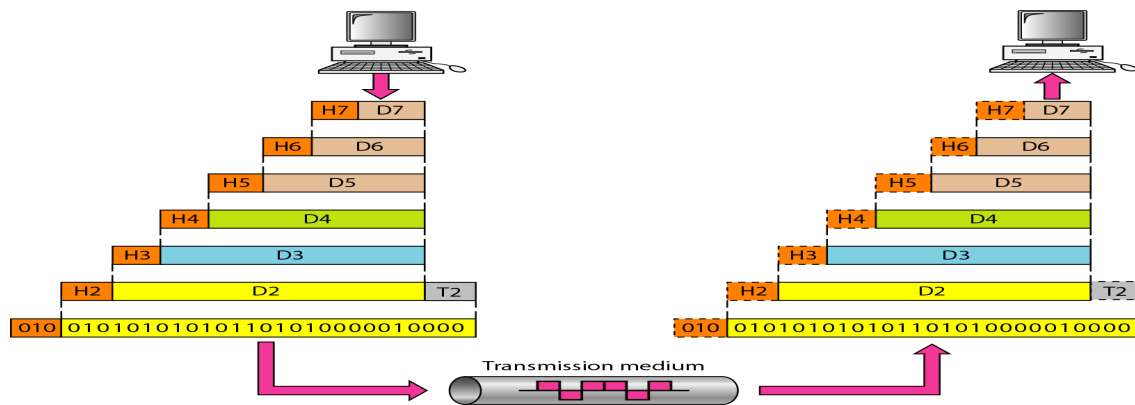 H7 D7 H7 D7
H6 D6 H6 D6
H5 D5 H5 D5
H4 D4 H4 D4
H3 D3 H3 D3
H2 D2 T2 H2 D2 T2
010 010101010101101010000010000 010 010101010101101010000010000
Transmission medium